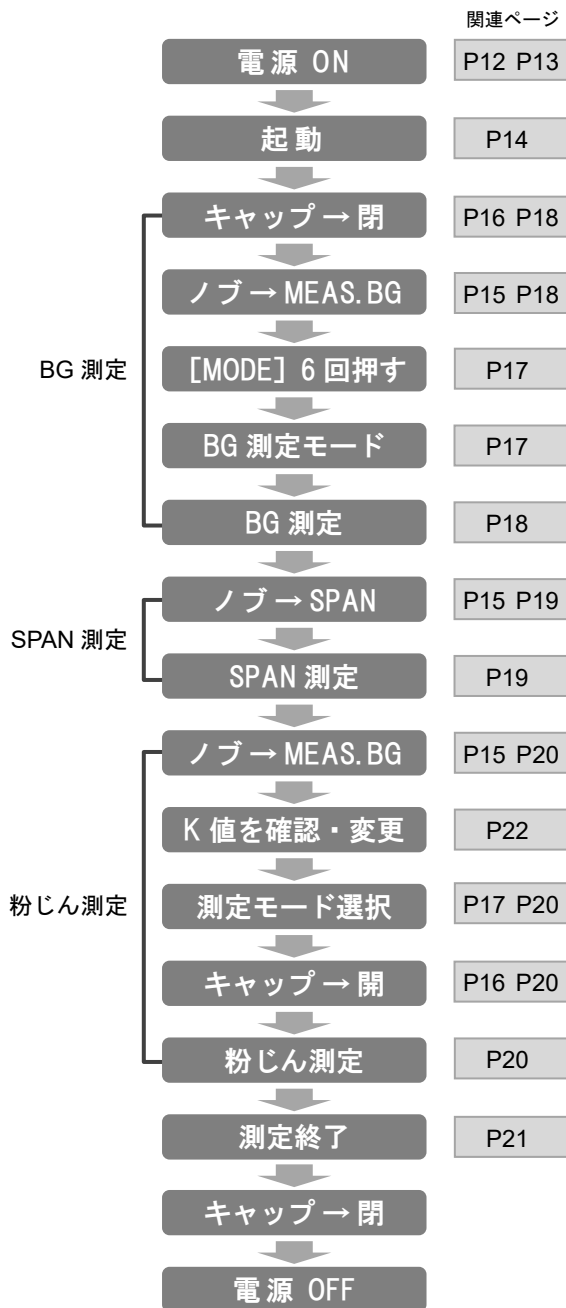 関連ページ
電源 ON P12 P13
起動 P14
キャップ → 閉 P16 P18
ノブ → MEAS.BG P15 P18
BG 測定
[MODE] 6 回押す P17
BG 測定モード P17
BG 測定 P18
ノブ → SPAN P15 P19
SPAN 測定
SPAN 測定 P19
ノブ → MEAS.BG P15 P20
K 値を確認・変更 P22
粉じん測定
測定モード選択 P17 P20
キャップ → 開 P16 P20
粉じん測定 P20
測定終了 P21
キャップ → 閉
電源 OFF